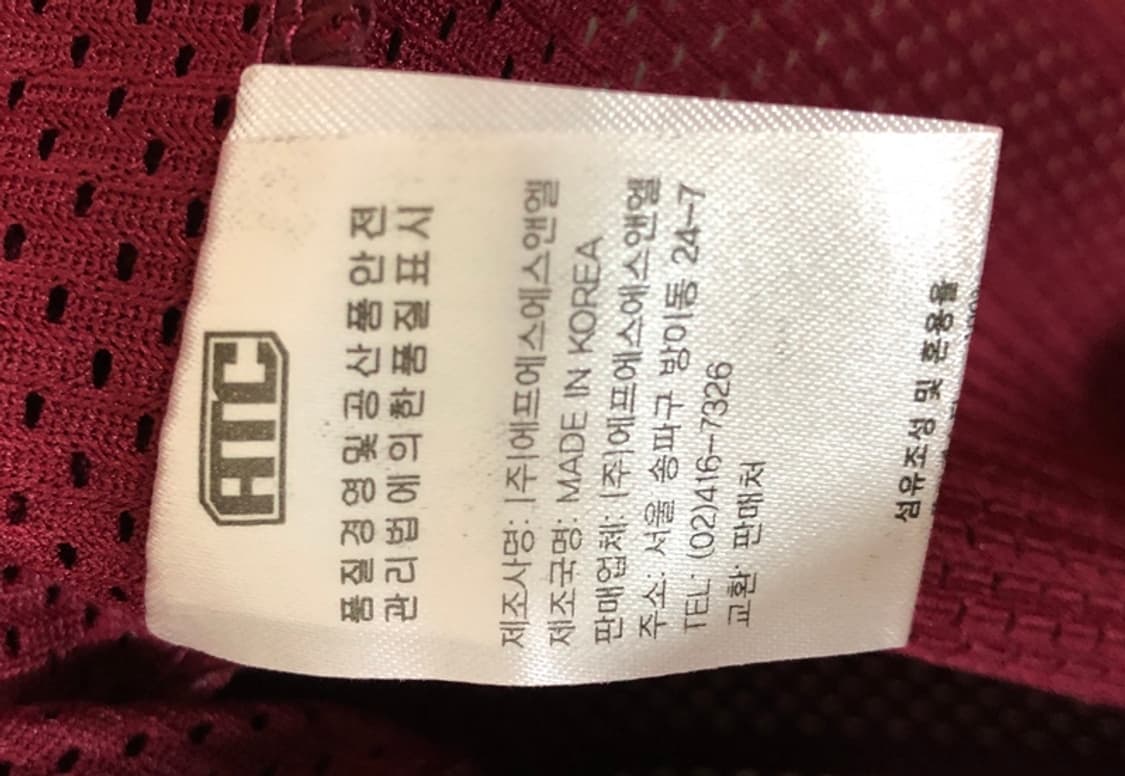 ATC
품질경영및공산품안전
관리법에의한품질표시
제조사명: |주|에프에스에스앤엘
제조국명: MADE IN KOREA
판매업체: |주|에프에스에스앤엘
주소: 서울 송파구 방이동 24-7
TEL: (02)416-7326
교환: 판매처
섬유조성 및 혼용율